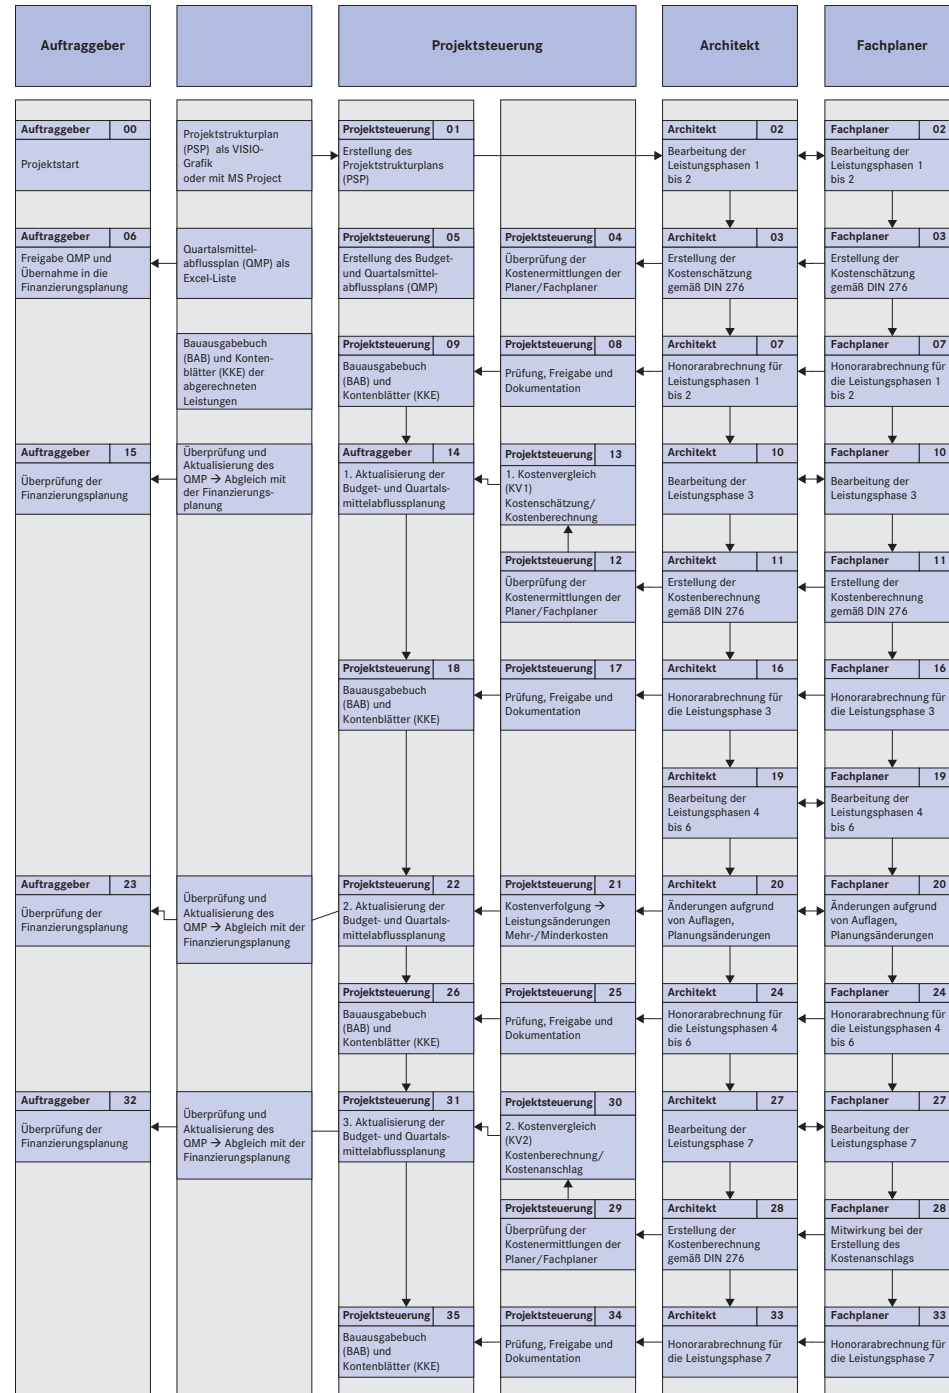 Auftraggeber
Projektsteuerung
Architekt
Fachplaner
Auftraggeber 00
Projektstart
Projektstrukturplan
(PSP) als VISIO-
Grafik
oder mit MS Project
Projektsteuerung 01
Erstellung des
Projektstrukturplans
(PSP)
Architekt 02
Bearbeitung der
Leistungsphasen 1
bis 2
Fachplaner 02
Bearbeitung der
Leistungsphasen 1
bis 2
Auftraggeber 06
Freigabe QMP und
Übernahme in die
Finanzierungsplanung
Quartalsmittel-
abflussplan (QMP) als
Excel-Liste
Projektsteuerung 05
Erstellung des Budget-
und Quartalsmittel-
abflussplans (QMP)
Projektsteuerung 04
Überprüfung der
Kostenermittlungen der
Planer/Fachplaner
Architekt 03
Erstellung der
Kostenschätzung
gemäß DIN 276
Fachplaner 03
Erstellung der
Kostenschätzung
gemäß DIN 276
Bauausgabebuch
(BAB) und Konten-
blätter (KKE) der
abgerechneten
Leistungen
Projektsteuerung 09
Bauausgabebuch
(BAB) und
Kontenblätter (KKE)
Projektsteuerung 08
Prüfung, Freigabe und
Dokumentation
Architekt 07
Honorarabrechnung für
Leistungsphasen 1
bis 2
Fachplaner 07
Honorarabrechnung für
die Leistungsphasen 1
bis 2
Auftraggeber 15
Überprüfung der
Finanzierungsplanung
Überprüfung und
Aktualisierung des
QMP → Abgleich mit
der Finanzierungs-
planung
Auftraggeber 14
1. Aktualisierung der
Budget- und Quartals-
mittelabflussplanung
Projektsteuerung 13
1. Kostenvergleich
(KV1)
Kostenschätzung/
Kostenberechnung
Architekt 10
Bearbeitung der
Leistungsphase 3
Fachplaner 10
Bearbeitung der
Leistungsphase 3
Projektsteuerung 12
Überprüfung der
Kostenermittlungen der
Planer/Fachplaner
Architekt 11
Erstellung der
Kostenberechnung
gemäß DIN 276
Fachplaner 11
Erstellung der
Kostenberechnung
gemäß DIN 276
Projektsteuerung 18
Bauausgabebuch
(BAB) und
Kontenblätter (KKE)
Projektsteuerung 17
Prüfung, Freigabe und
Dokumentation
Architekt 16
Honorarabrechnung für
die Leistungsphase 3
Fachplaner 16
Honorarabrechnung für
die Leistungsphase 3
Architekt 19
Bearbeitung der
Leistungsphasen 4
bis 6
Fachplaner 19
Bearbeitung der
Leistungsphasen 4
bis 6
Auftraggeber 23
Überprüfung der
Finanzierungsplanung
Überprüfung und
Aktualisierung des
QMP → Abgleich mit der
Finanzierungsplanung
Projektsteuerung 22
2. Aktualisierung der
Budget- und Quartals-
mittelabflussplanung
Projektsteuerung 21
Kostenverfolgung →
Leistungsänderungen
Mehr-/Minderkosten
Architekt 20
Änderungen aufgrund
von Auflagen,
Planungsänderungen
Fachplaner 20
Änderungen aufgrund
von Auflagen,
Planungsänderungen
Projektsteuerung 26
Bauausgabebuch
(BAB) und
Kontenblätter (KKE)
Projektsteuerung 25
Prüfung, Freigabe und
Dokumentation
Architekt 24
Honorarabrechnung für
die Leistungsphasen 4
bis 6
Fachplaner 24
Honorarabrechnung für
die Leistungsphasen 4
bis 6
Auftraggeber 32
Überprüfung der
Finanzierungsplanung
Überprüfung und
Aktualisierung des
QMP → Abgleich mit der
Finanzierungsplanung
Projektsteuerung 31
3. Aktualisierung der
Budget- und Quartals-
mittelabflussplanung
Projektsteuerung 30
2. Kostenvergleich
(KV2)
Kostenberechnung/
Kostenanschlag
Architekt 27
Bearbeitung der
Leistungsphase 7
Fachplaner 27
Bearbeitung der
Leistungsphase 7
Projektsteuerung 29
Überprüfung der
Kostenermittlungen der
Planer/Fachplaner
Architekt 28
Erstellung der
Kostenberechnung
gemäß DIN 276
Fachplaner 28
Mitwirkung bei der
Erstellung des
Kostenanschlags
Projektsteuerung 35
Bauausgabebuch
(BAB) und
Kontenblätter (KKE)
Projektsteuerung 34
Prüfung, Freigabe und
Dokumentation
Architekt 33
Honorarabrechnung für
die Leistungsphase 7
Fachplaner 33
Honorarabrechnung für
die Leistungsphase 7